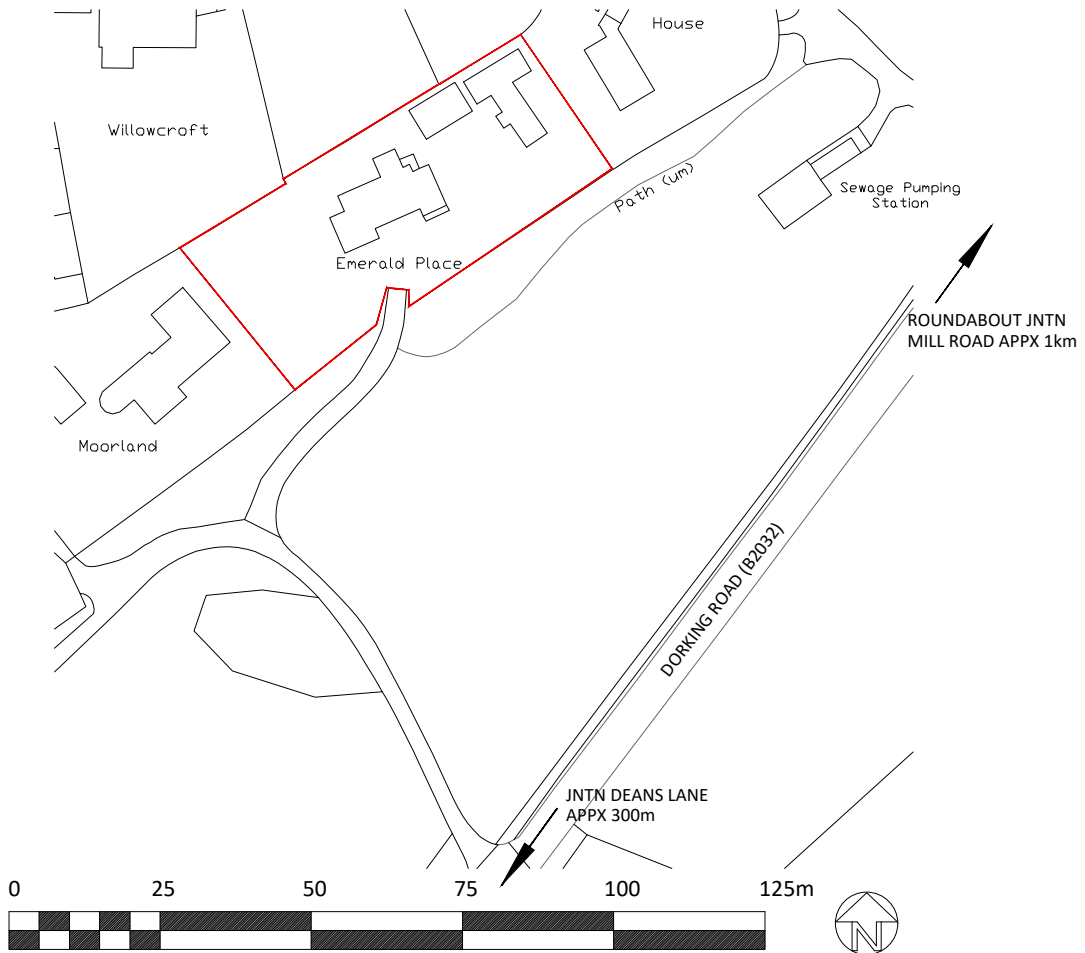 House
Willowcroft
Path (um)
Sewage Pumping
Station
Emerald Place
ROUNDABOUT JNTN
MILL ROAD APPX 1km
Moorland
DORKING ROAD (B2032)
JNTN DEANS LANE
APPX 300m
0 25 50 75 100 125m
N